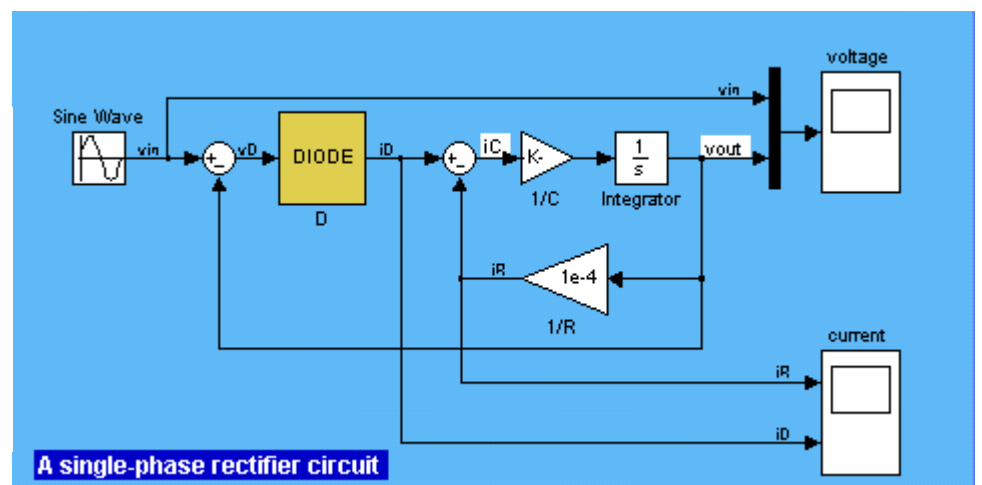 voltage
vin
Sine Wave
vin
vD
DIODE
iD
iC
K-
1
s
vout
D
1/C
Integrator
iR
1e-4
1/R
current
iR
iD
A single-phase rectifier circuit